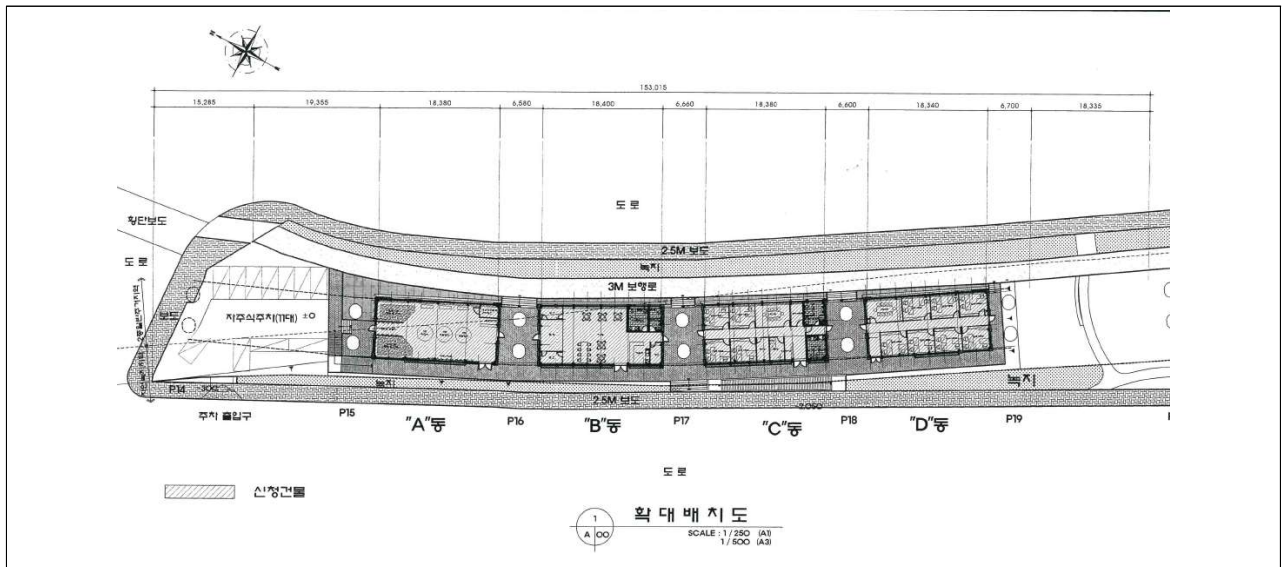 153,015
15,285 19,355 18,380 6,580 18,400 6,660 18,380 6,600 18,340 6,700 18,335
도 로
횡단보도
2.5M 보도
도 로
녹지
3M 보행로
보도
자주식주차(11대) ±0
P14
-300
녹지
녹지
2.5M 보도
-2,050
주차 출입구
P15
"A"동
P16
"B"동
P17
"C"동
P18
"D"동
P19
도 로
신청건물
1
A 00
확 대 배 치 도
SCALE : 1 / 250 (A1)
1 / 500 (A3)